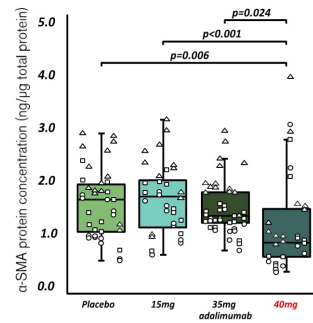 p=0.024
p<0.001
p=0.006
α-SMA protein concentration (ng/µg total protein)
5.0
4.0
3.0
2.0
1.0
0.0
Placebo 15mg 35mg 40mg
adalimumab